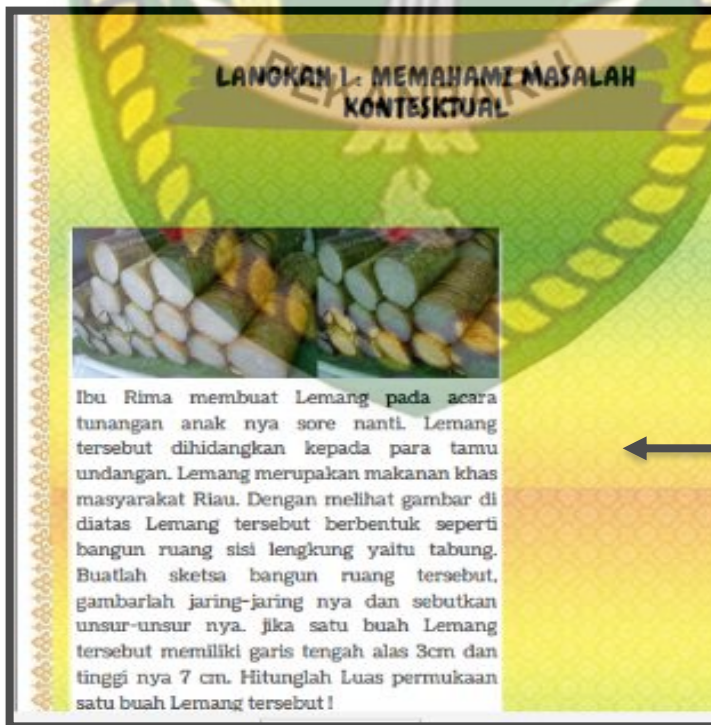 LANGKAH 1 : MEMAHAMI MASALAH
KONTESKTUAL
PEKANBARU
Ibu Rima membuat Lemang pada acara
tunangan anak nya sore nanti. Lemang
tersebut dihidangkan kepada para tamu
undangan. Lemang merupakan makanan khas
masyarakat Riau. Dengan melihat gambar di
diatas Lemang tersebut berbentuk seperti
bangun ruang sisi lengkung yaitu tabung.
Buatlah sketsa bangun ruang tersebut,
gambarlah jaring-jaring nya dan sebutkan
unsur-unsur nya. jika satu buah Lemang
tersebut memiliki garis tengah alas 3cm dan
tinggi nya 7 cm. Hitunglah Luas permukaan
satu buah Lemang tersebut !